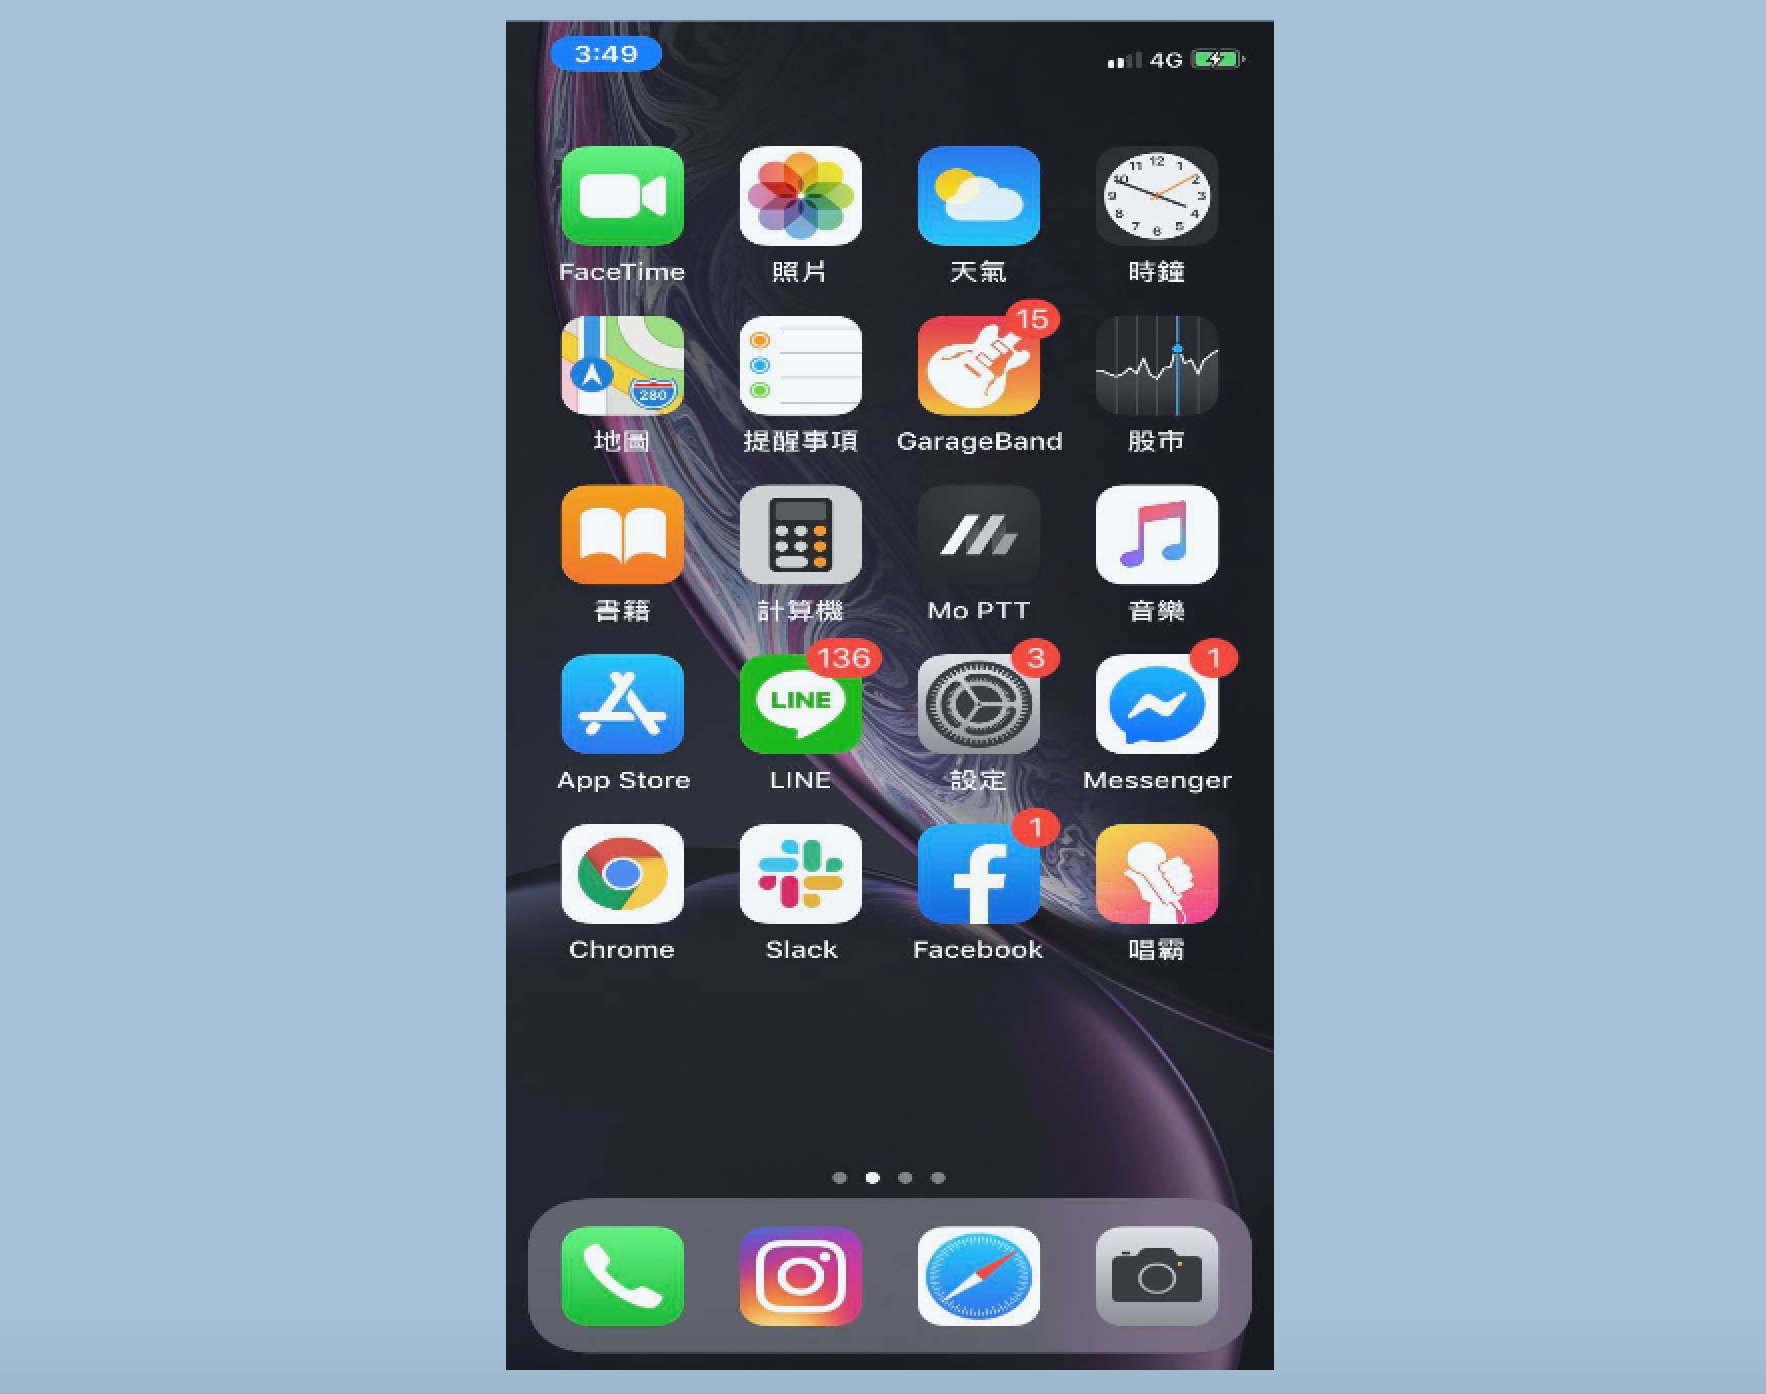 3:49 4G
FaceTime 照片 天氣 時鐘
15
280
地圖 提醒事項 GarageBand 股市
書籍 計算機 Mo PTT 音樂
136 3 1
LINE
App Store LINE 設定 Messenger
1
Chrome Slack Facebook 唱霸